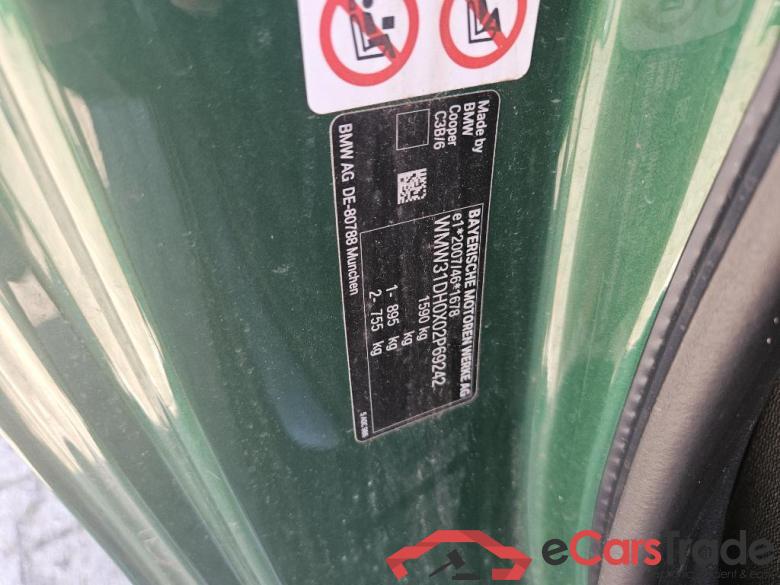 BAYERISCHE MOTOREN WERKE AG
e1*2007/46*1678
WMW31DH0X02P69242
1590 kg
kg
1- 895 kg
2- 755 kg
Made by
BMW
Cooper
C3B/6
BMW AG DE-80788 München
eCarsTrade